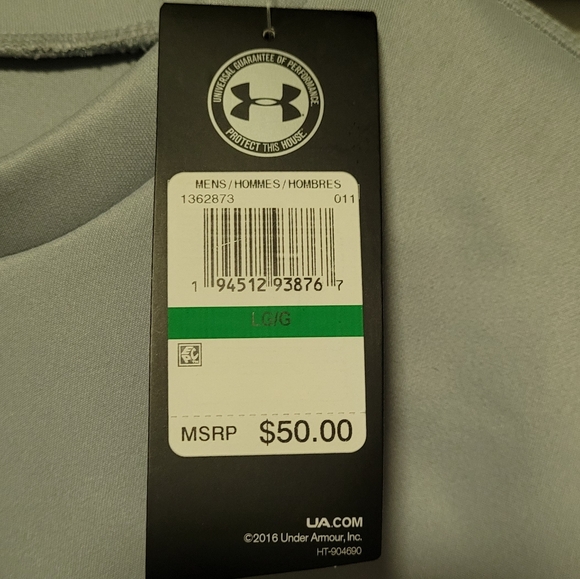 UNIVERSAL GUARANTEE OF PERFORMANCE
PROTECT THIS HOUSE
MENS/HOMMES/HOMBRES
1362873 011
1 94512 93876 7
LG/G
MSRP $50.00
UA.COM
©2016 Under Armour, Inc.
HT-904690